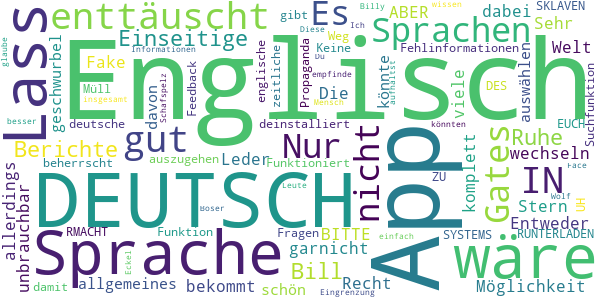 Lass
enttäuscht
Es
gibt
Billy
wissen
SKLAVEN
glaube
Einseitige
Ich
ABER
dabei
Sehr
Sprachen
Diese
Weg
Keine
Fehlinformationen
Welt
Fake
Informationen
Müll
insgesamt
geschwurbel
davon
Schafspelz
zeitliche
Feedback
englische
Propaganda
Du
empfinde
Mensch
Die
könnte
aufhältst
viele
DES
auswählen
Suchfunktion
Englisch
besser
deutsche
deinstalliert
könnten
EUCH
Berichte
gut
Nur
nicht
App
Gates
Ruhe
wechseln
beherrscht
auszugehen
Leder
Funktioniert
komplett
IN
allerdings
unbrauchbar
DEUTSCH
ZU
Stern
Leute
Face
Entweder
Wolf
UH
RMACHT
Funktion
Böser
Fragen
BITTE
einfach
SYSTEMS
RUNTERLADEN
Sprache
Eckel
garnicht
Bill
wäre
damit
allgemeines
bekommt
schön
Eingrenzung
Recht
Möglichkeit